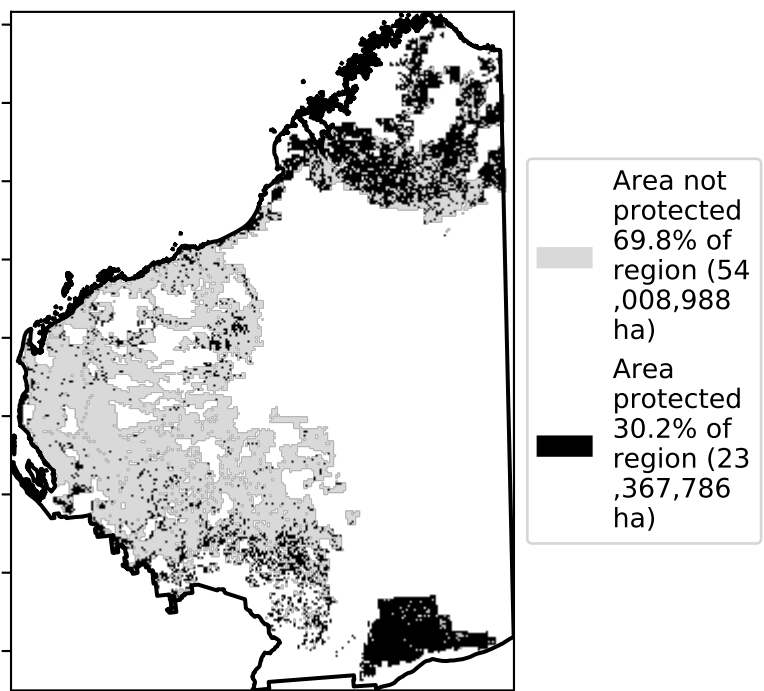 Area not
protected
69.8% of
region (54
,008,988
ha)
Area
protected
30.2% of
region (23
,367,786
ha)